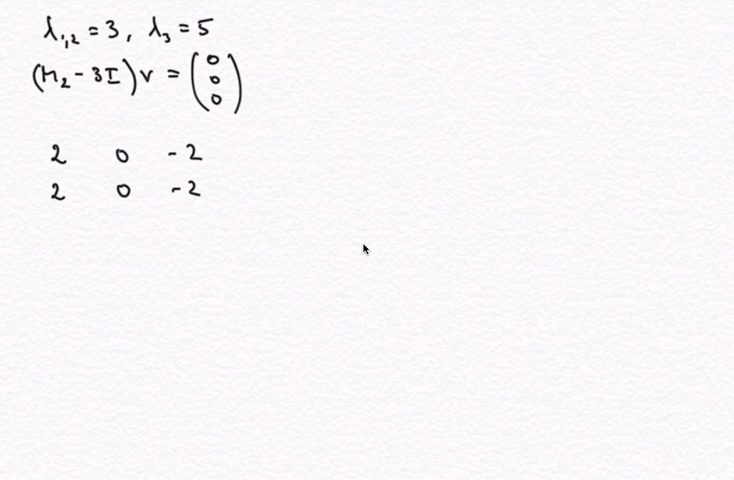 λ₁,₂ = 3, λ₃ = 5
(M₂ - 3I)v = (0 0 0)
2 0 -2
2 0 -2